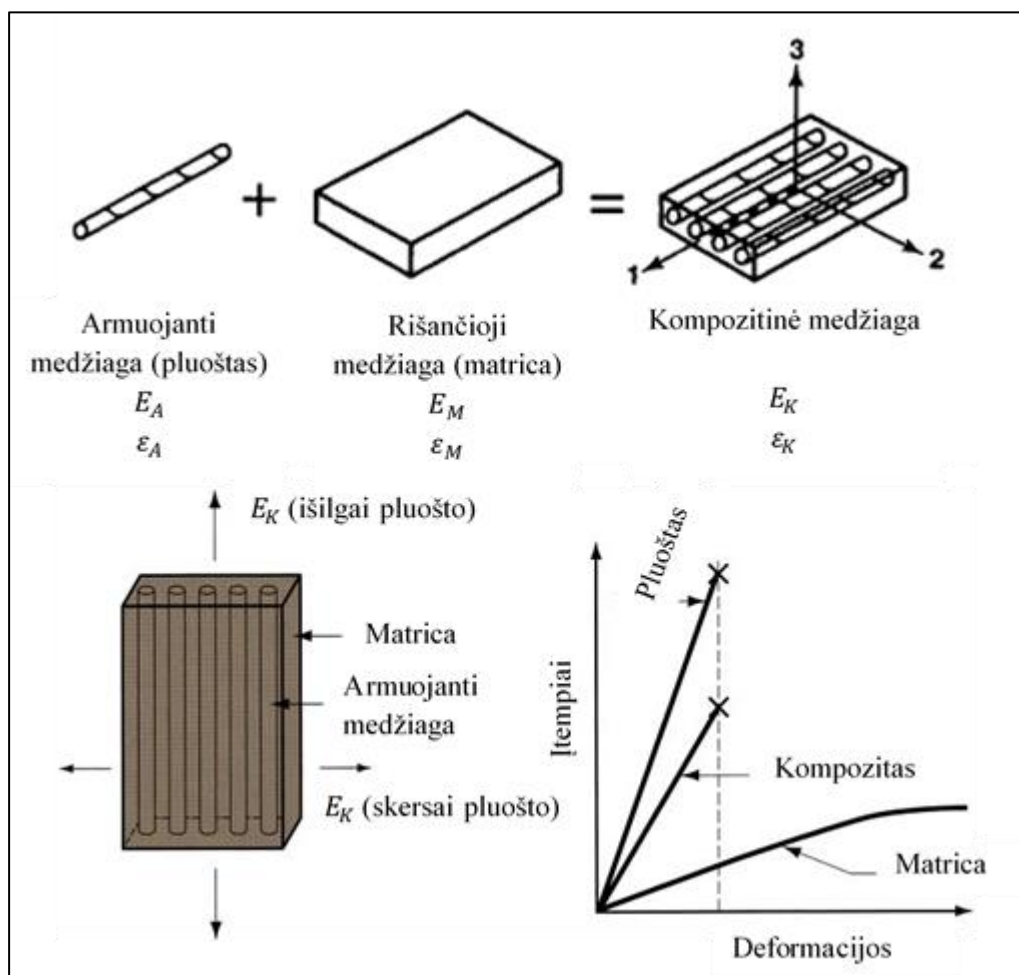 3
+
=
1
2
Armuojanti
medžiaga (pluoštas)
E_A
ε_A
Rišančioji
medžiaga (matrica)
E_M
ε_M
Kompozitinė medžiaga
E_K
ε_K
E_K (išilgai pluošto)
Matrica
Armuojanti
medžiaga
E_K (skersai pluošto)
Įtempiai
Pluoštas
Kompozitas
Matrica
Deformacijos